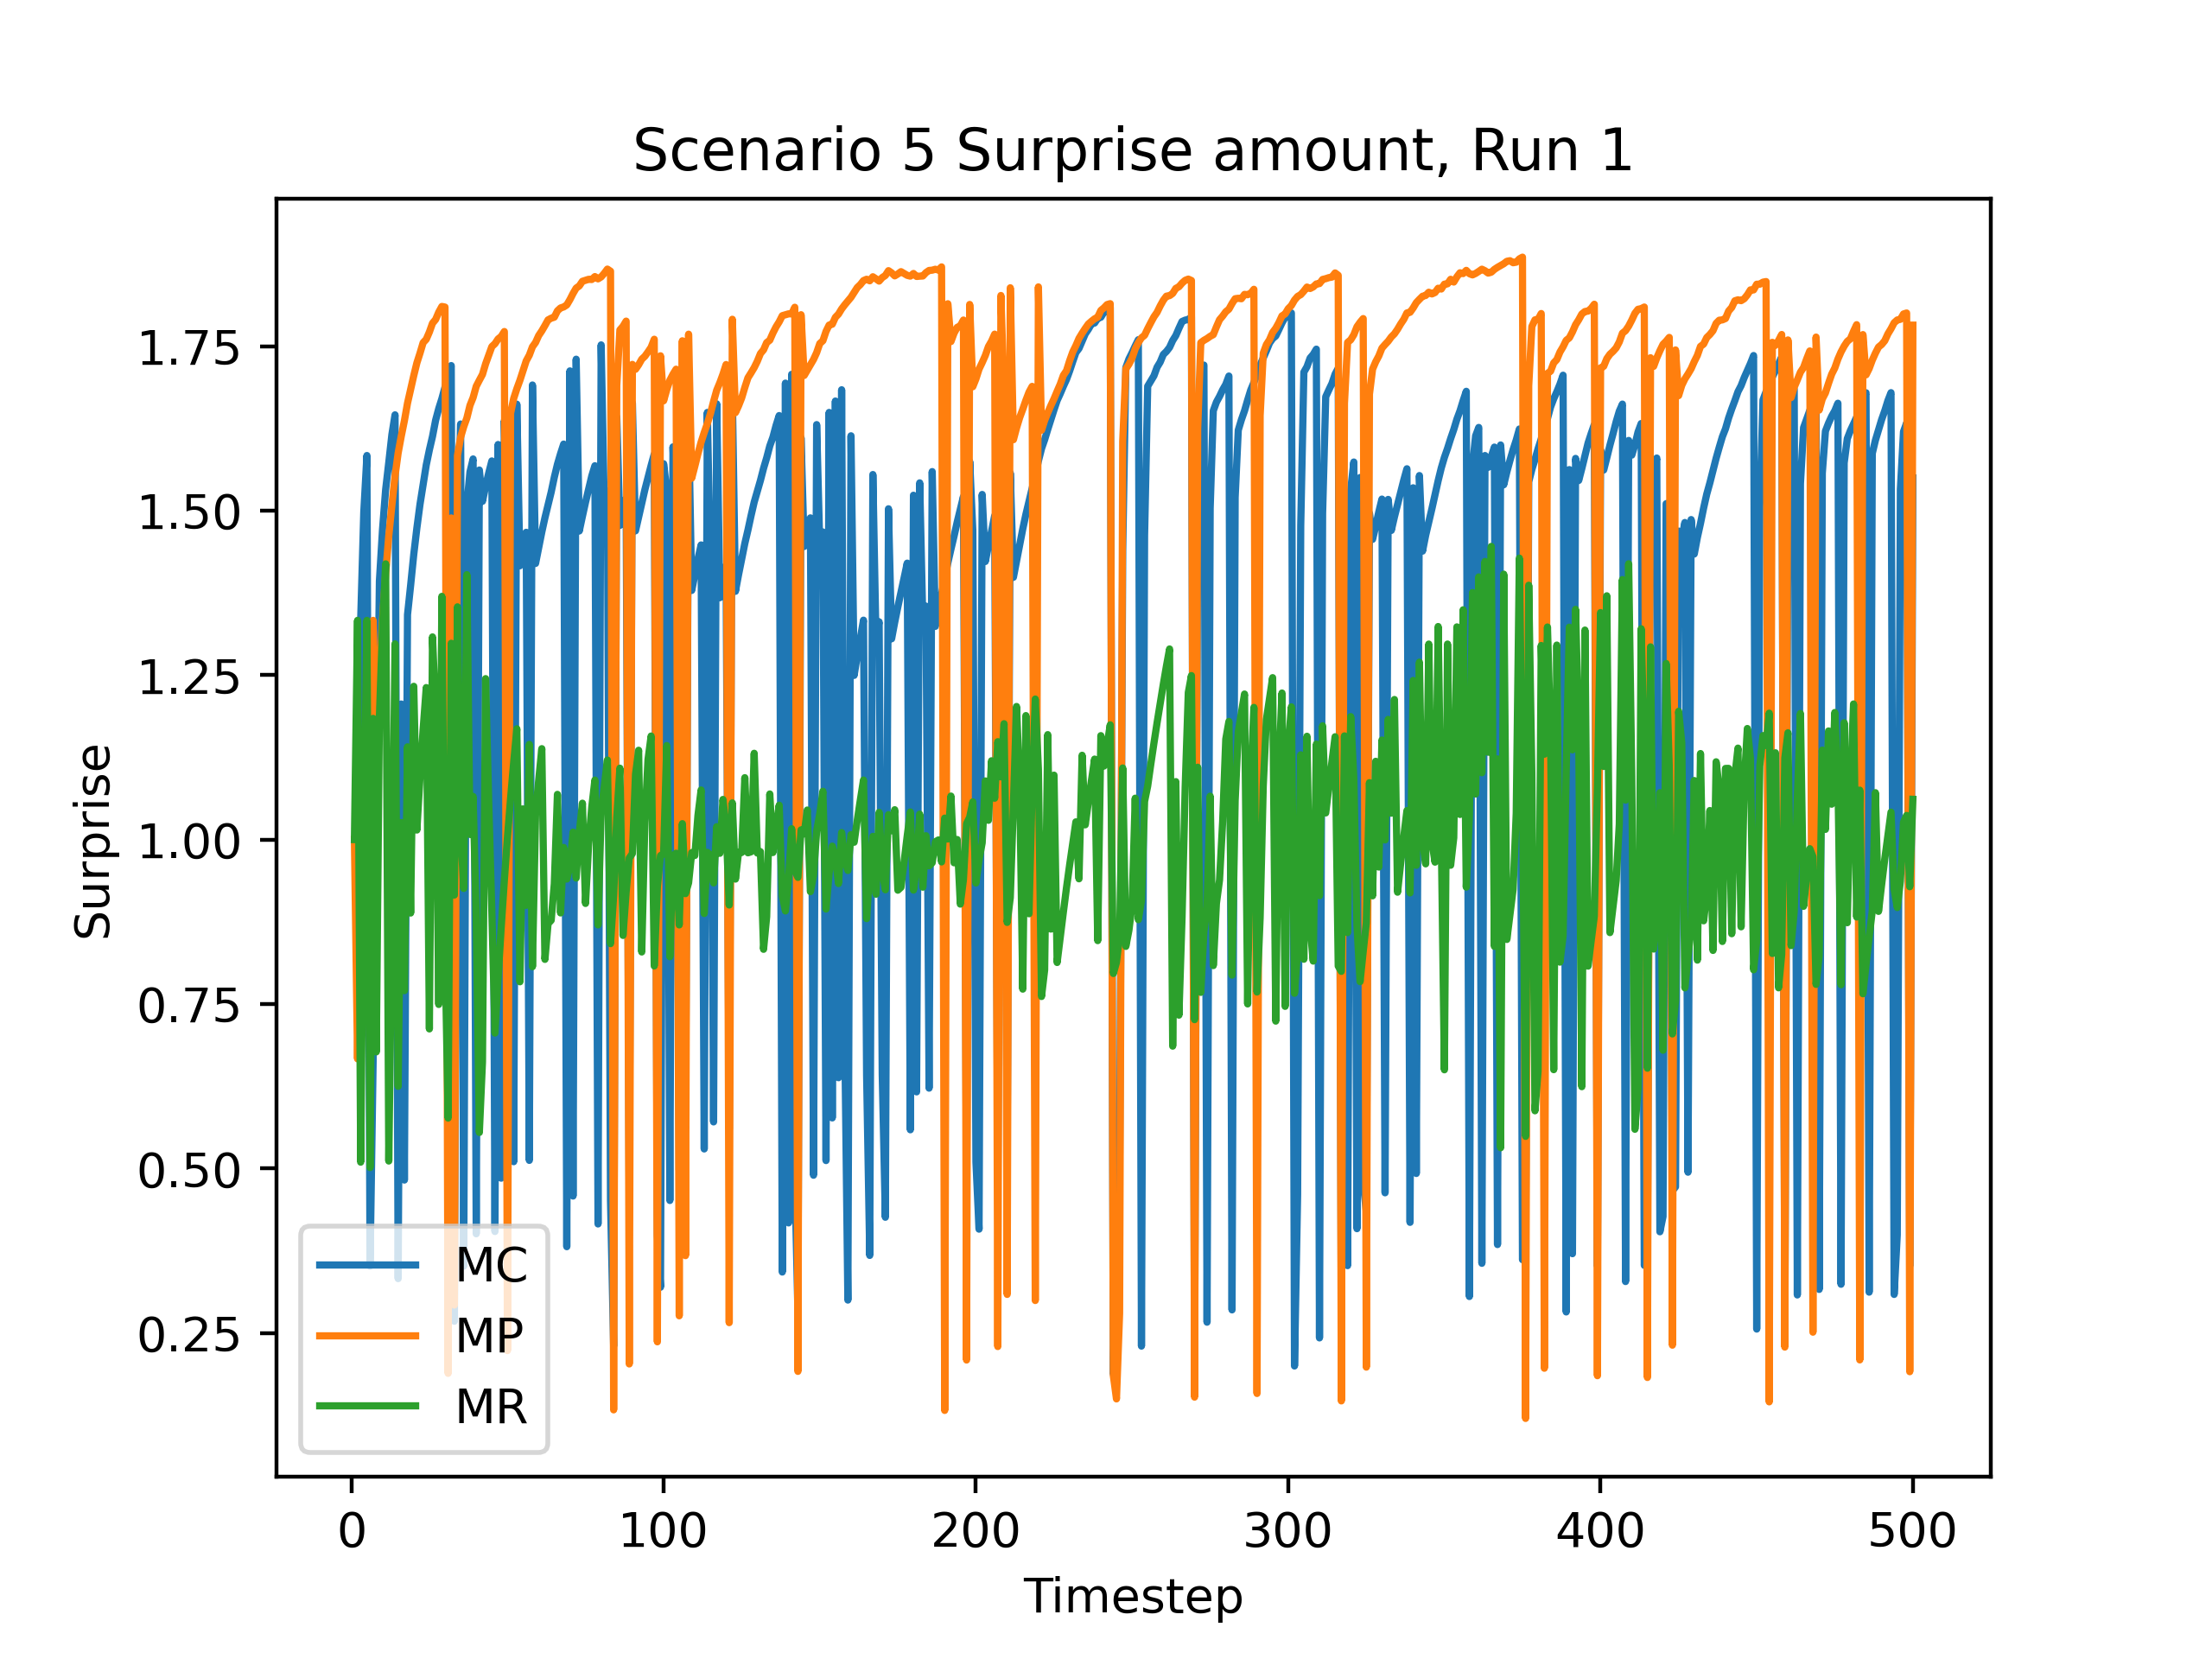 Scenario 5 Surprise amount, Run 1
Surprise
1.75
1.50
1.25
1.00
0.75
0.50
0.25
MC
MP
MR
0 100 200 300 400 500
Timestep